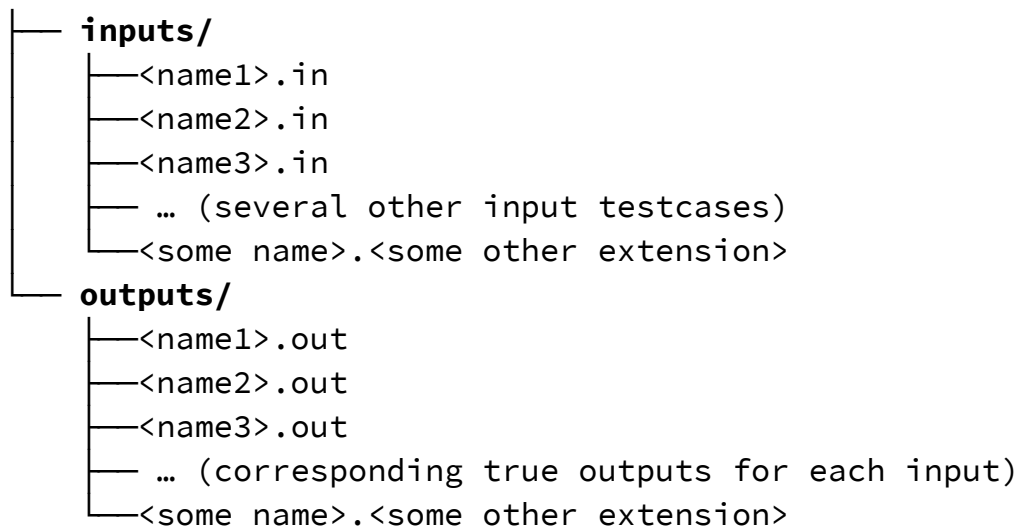 ├── inputs/
│   ├──<name1>.in
│   ├──<name2>.in
│   ├──<name3>.in
│   ├── … (several other input testcases)
│   └──<some name>.<some other extension>
└── outputs/
    ├──<name1>.out
    ├──<name2>.out
    ├──<name3>.out
    ├── … (corresponding true outputs for each input)
    └──<some name>.<some other extension>